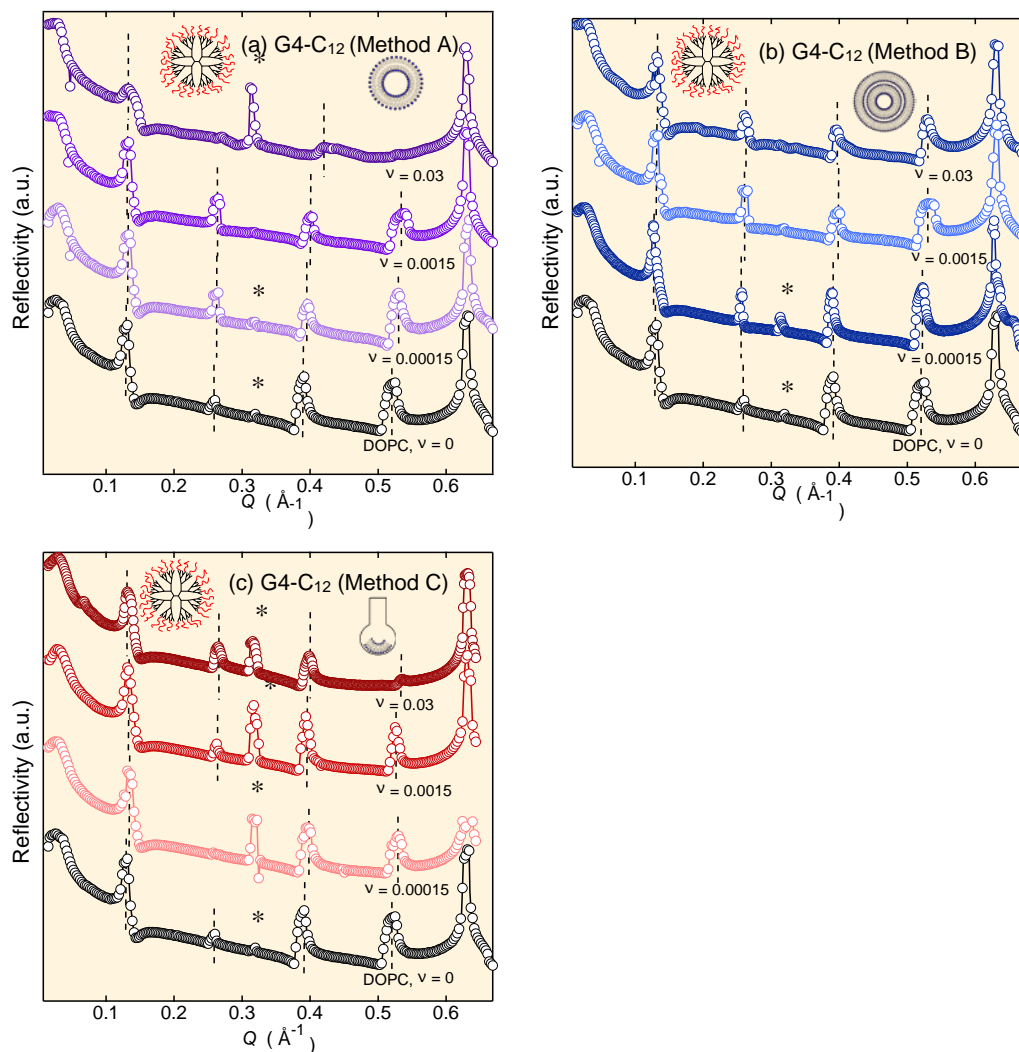 (a) G4-C12 (Method A)
*
ν = 0.03
ν = 0.0015
*
ν = 0.00015
*
DOPC, ν = 0
Reflectivity (a.u.)
0.1 0.2 0.3 0.4 0.5 0.6
Q ( Å-1 )
(b) G4-C12 (Method B)
ν = 0.03
ν = 0.0015
*
ν = 0.00015
*
DOPC, ν = 0
Reflectivity (a.u.)
0.1 0.2 0.3 0.4 0.5 0.6
Q ( Å-1 )
(c) G4-C12 (Method C)
*
*
ν = 0.03
ν = 0.0015
*
ν = 0.00015
*
DOPC, ν = 0
Reflectivity (a.u.)
0.1 0.2 0.3 0.4 0.5 0.6
Q ( Å-1 )